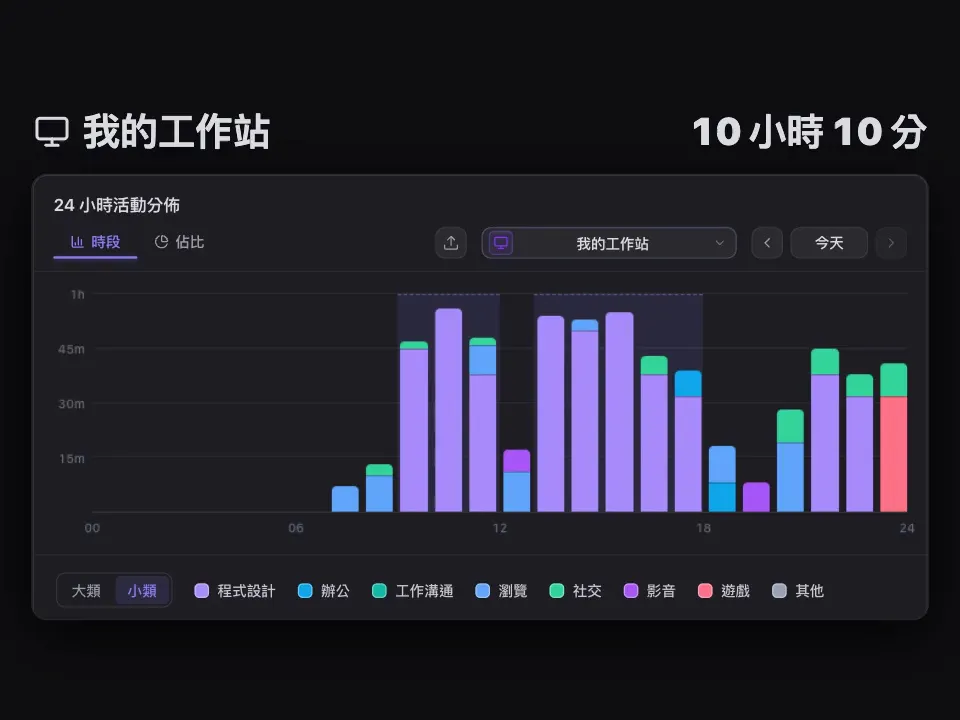 我的工作站
10 小時 10 分
24 小時活動分佈
時段 佔比
我的工作站
今天
1h
45m
30m
15m
00 06 12 18 24
大類 小類 程式設計 辦公 工作溝通 瀏覽 社交 影音 遊戲 其他